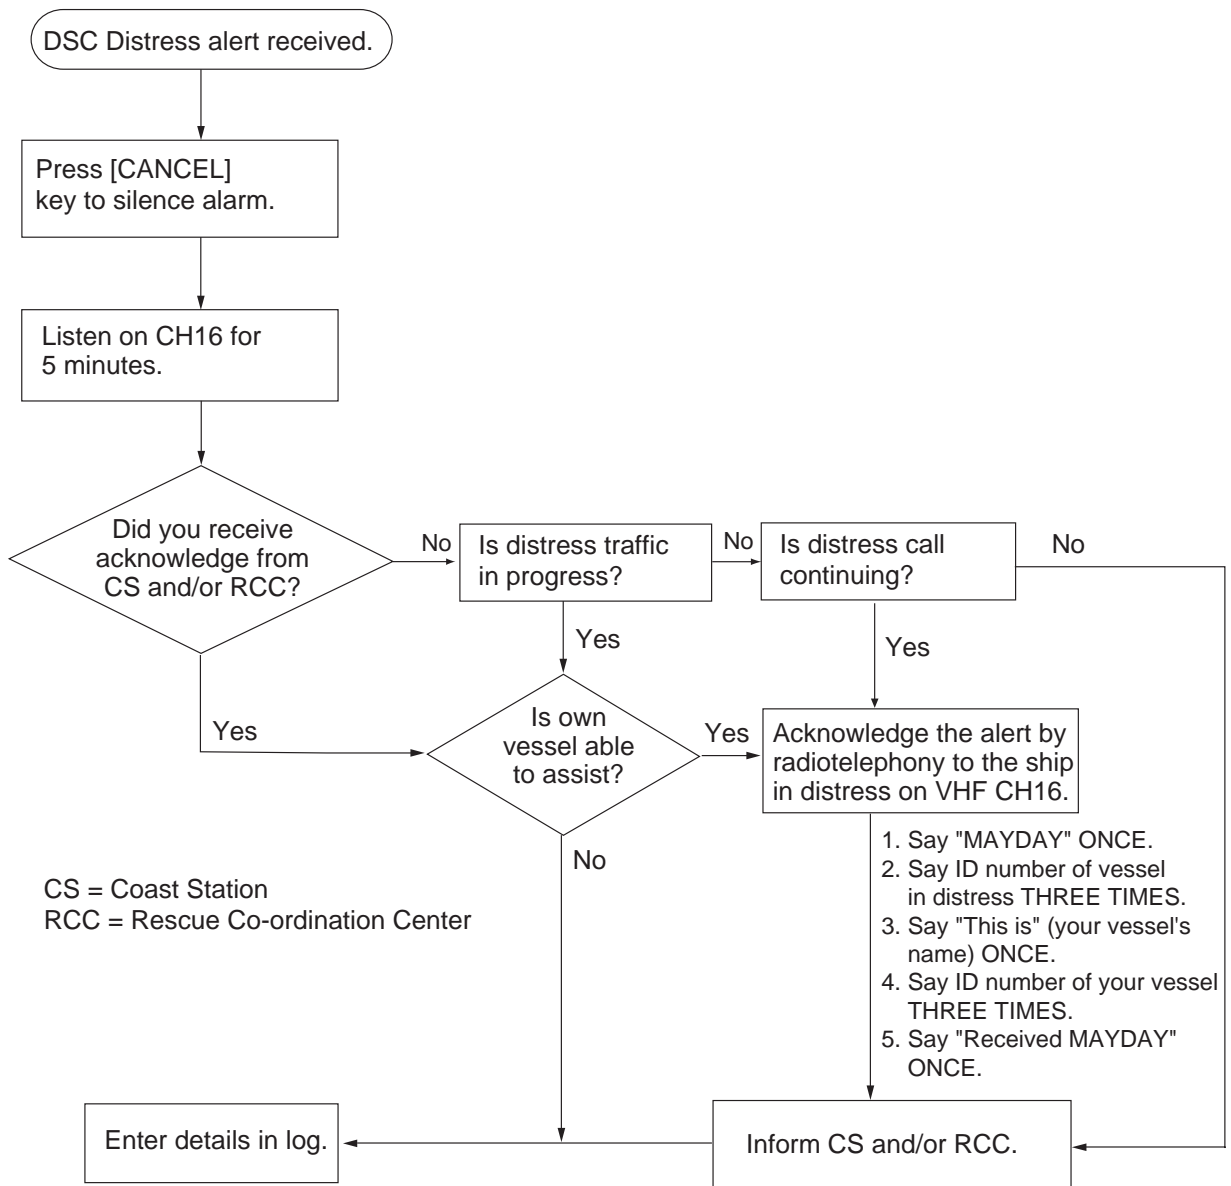 DSC Distress alert received.
Press [CANCEL]
key to silence alarm.
Listen on CH16 for
5 minutes.
Did you receive
acknowledge from
CS and/or RCC?
No
Is distress traffic
in progress?
No
Is distress call
continuing?
No
Yes
Yes
Yes
Is own
vessel able
to assist?
Yes
Acknowledge the alert by
radiotelephony to the ship
in distress on VHF CH16.
No
1. Say "MAYDAY" ONCE.
2. Say ID number of vessel
in distress THREE TIMES.
3. Say "This is" (your vessel's
name) ONCE.
4. Say ID number of your vessel
THREE TIMES.
5. Say "Received MAYDAY"
ONCE.
CS = Coast Station
RCC = Rescue Co-ordination Center
Enter details in log.
Inform CS and/or RCC.